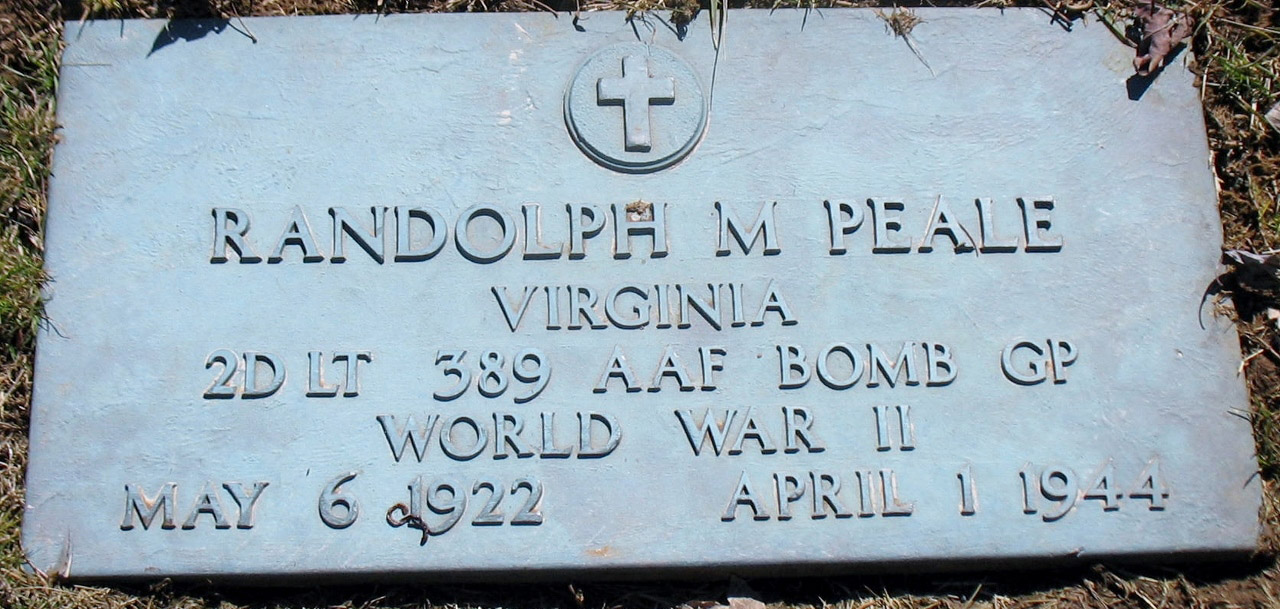 RANDOLPH M PEALE
VIRGINIA
2D LT 389 AAF BOMB GP
WORLD WAR II
MAY 6 1922 APRIL 1 1944